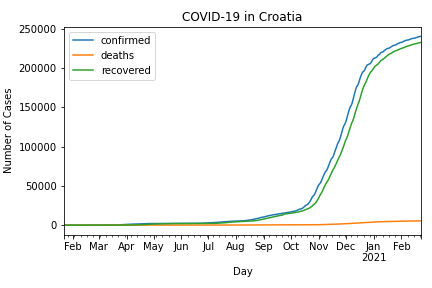 COVID-19 in Croatia
confirmed
deaths
recovered
Number of Cases
250000
200000
150000
100000
50000
0
Feb Mar Apr May Jun Jul Aug Sep Oct Nov Dec Jan Feb
2021
Day